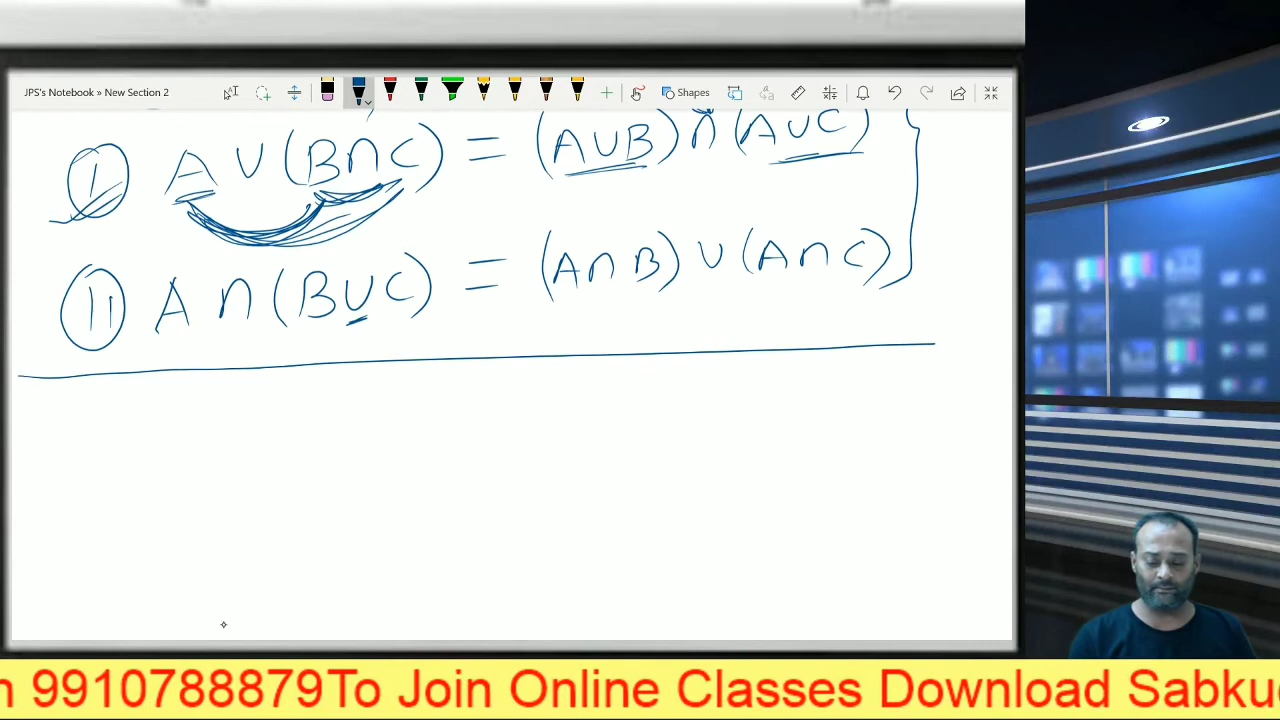 JPS's Notebook » New Section 2
Shapes
I A ∪ (B ∩ C) = (A ∪ B) ∩ (A ∪ C)
II A ∩ (B ∪ C) = (A ∩ B) ∪ (A ∩ C)
n 9910788879To Join Online Classes Download Sabku